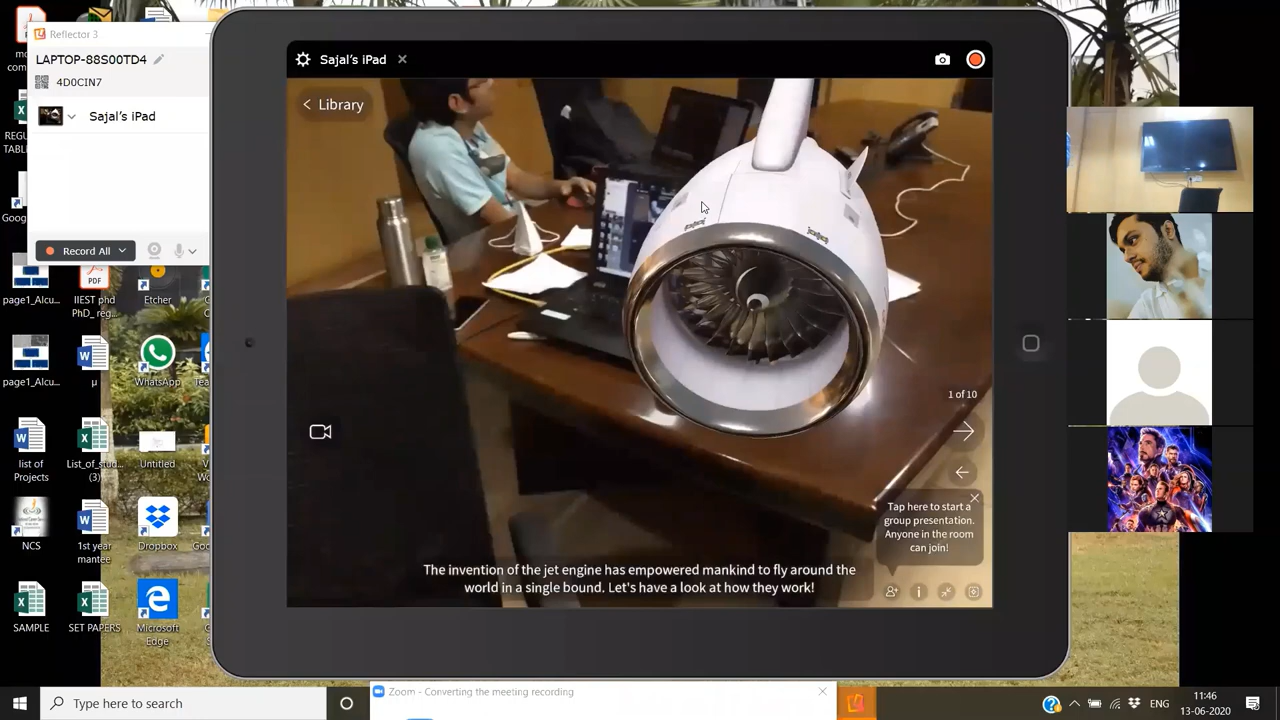 Reflector 3
LAPTOP-88S00TD4
4D0CIN7
Sajal's iPad
Record All
Sajal's iPad
Library
1 of 10
Tap here to start a
group presentation.
Anyone in the room
can join!
The invention of the jet engine has empowered mankind to fly around the
world in a single bound. Let's have a look at how they work!
page1_Alcu...
PDF
IIEST phd
PhD_ reg...
Etcher
page1_Alcu...
µ
WhatsApp
list of
Projects
List_of_stud...
(3)
Untitled
NCS
1st year
mantee
Dropbox
SAMPLE
SET PAPERS
Microsoft
Edge
Type here to search
Zoom - Converting the meeting recording
ENG
11:46
13-06-2020